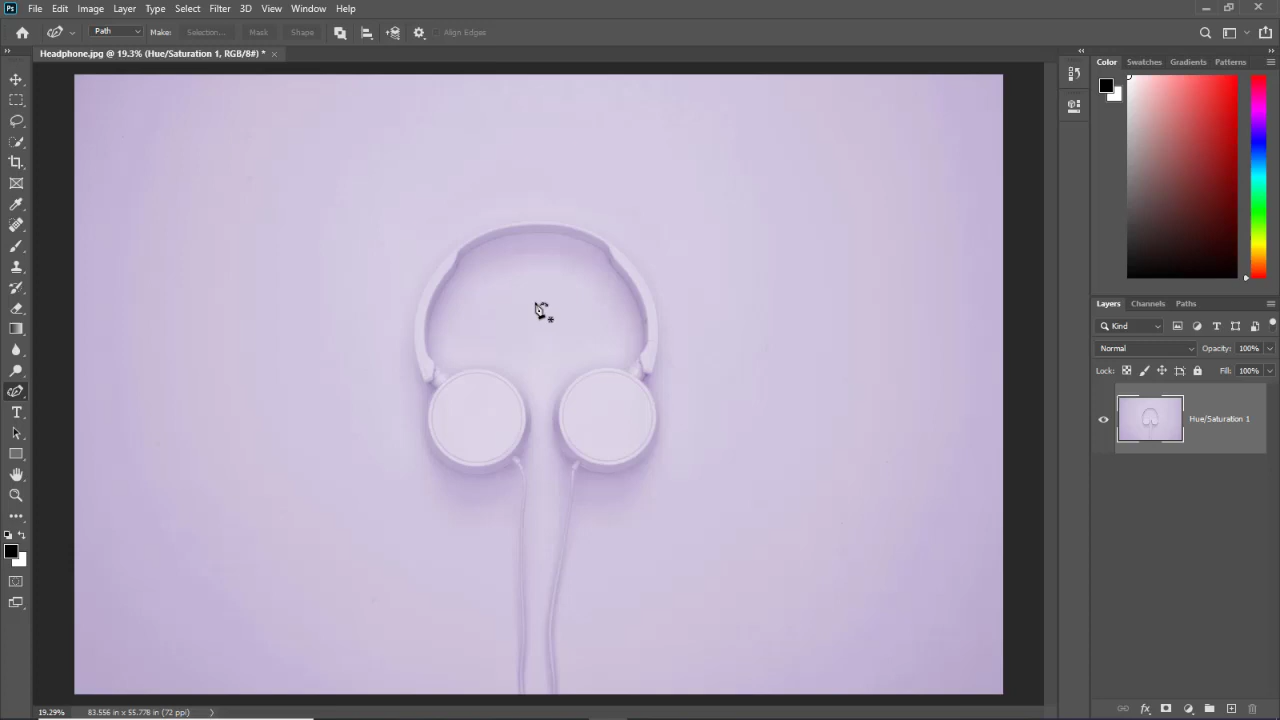 Ps File Edit Image Layer Type Select Filter 3D View Window Help
Path Make: Selection... Mask Shape Align Edges
Headphone.jpg @ 19.3% (Hue/Saturation 1, RGB/8#) *
Color Swatches Gradients Patterns
Layers Channels Paths
Kind
Normal Opacity: 100%
Lock: Fill: 100%
Hue/Saturation 1
19.29% 83.556 in x 55.778 in (72 ppi)